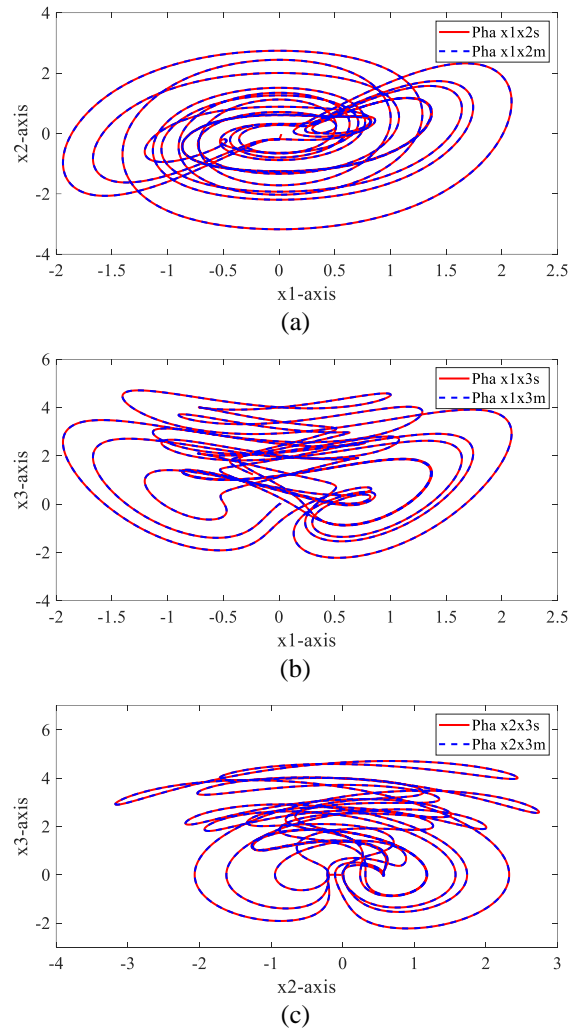 (a)
4
2
0
-2
-4
x2-axis
Pha x1x2s
Pha x1x2m
-2 -1.5 -1 -0.5 0 0.5 1 1.5 2 2.5
x1-axis
(a)
6
4
2
0
-2
-4
x3-axis
Pha x1x3s
Pha x1x3m
-2 -1.5 -1 -0.5 0 0.5 1 1.5 2 2.5
x1-axis
(b)
6
4
2
0
-2
x3-axis
Pha x2x3s
Pha x2x3m
-4 -3 -2 -1 0 1 2 3
x2-axis
(c)